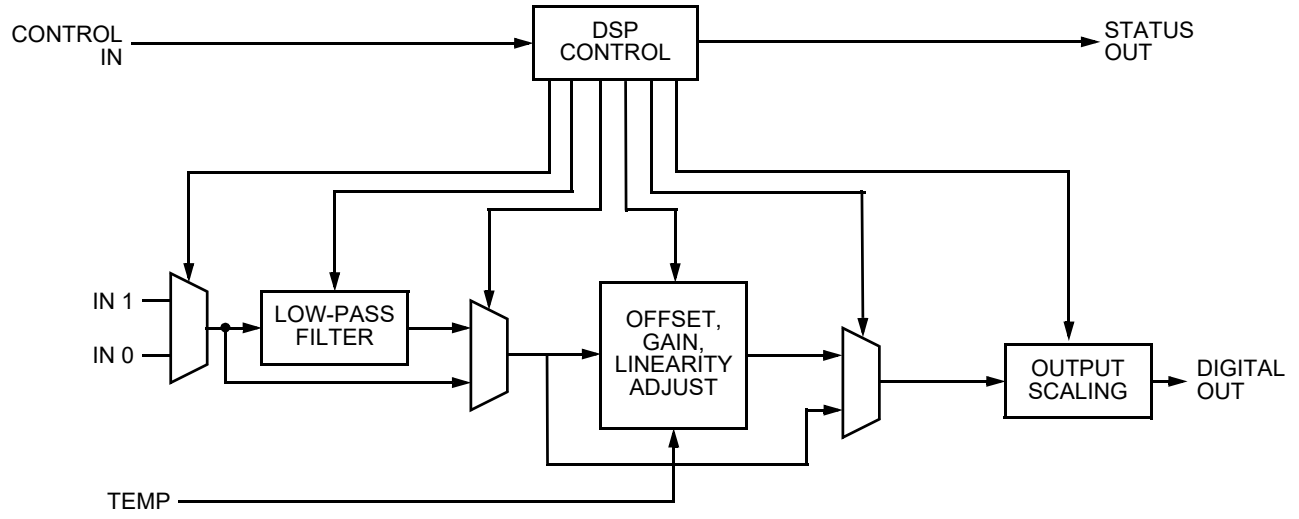 CONTROL
IN
DSP
CONTROL
STATUS
OUT
IN 1
IN 0
LOW-PASS
FILTER
OFFSET,
GAIN,
LINEARITY
ADJUST
OUTPUT
SCALING
DIGITAL
OUT
TEMP